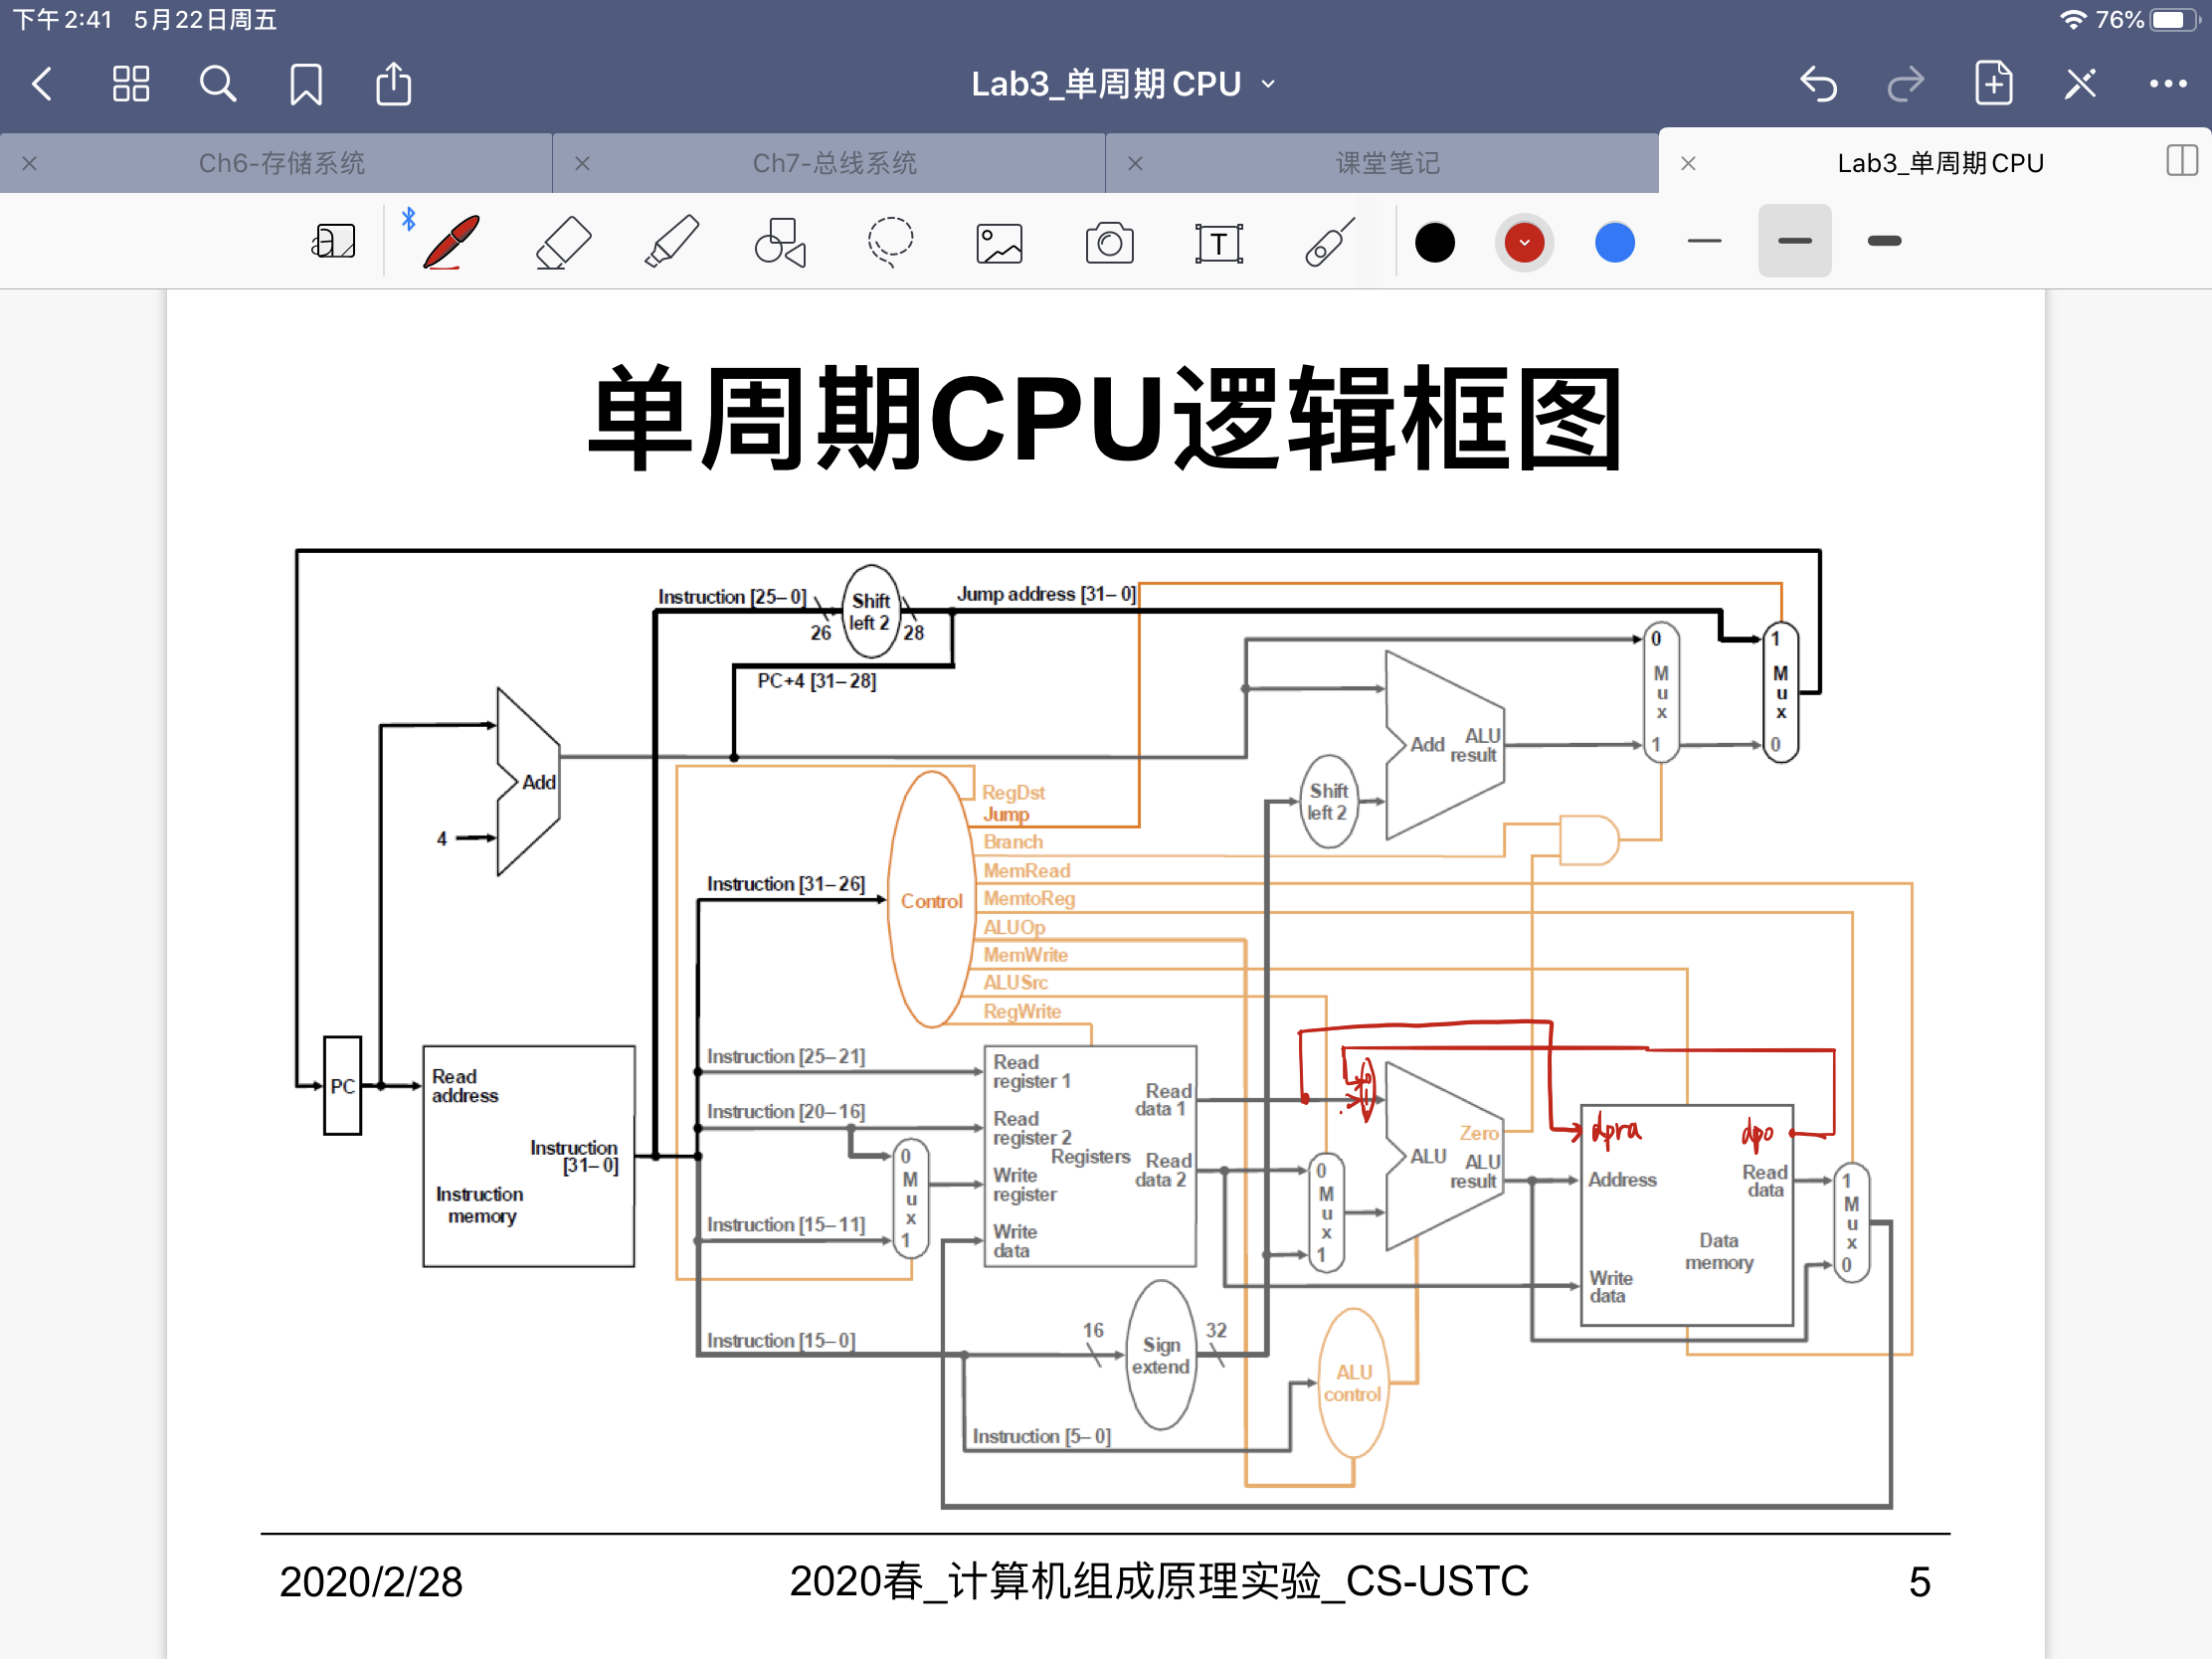 下午2:41 5月22日周五
76%
Lab3_单周期CPU
Ch6-存储系统
Ch7-总线系统
课堂笔记
Lab3_单周期CPU
T
单周期CPU逻辑框图
Instruction [25–0]
26
Shift
left 2
28
Jump address [31–0]
PC+4 [31–28]
Add
4
0
M
u
x
1
1
M
u
x
0
Add
ALU
result
Shift
left 2
RegDst
Jump
Branch
MemRead
MemtoReg
ALUOp
MemWrite
ALUSrc
RegWrite
Instruction [31–26]
Control
PC
Read
address
Instruction
[31–0]
Instruction
memory
Instruction [25–21]
Instruction [20–16]
Instruction [15–11]
0
M
u
x
1
Read
register 1
Read
register 2
Write
register
Write
data
Registers
Read
data 1
Read
data 2
0
1
0
M
u
x
1
Zero
ALU
ALU
result
dpra
dpo
Address
Read
data
Data
memory
Write
data
1
M
u
x
0
Instruction [15–0]
16
Sign
extend
32
ALU
control
Instruction [5–0]
2020/2/28
2020春_计算机组成原理实验_CS-USTC
5